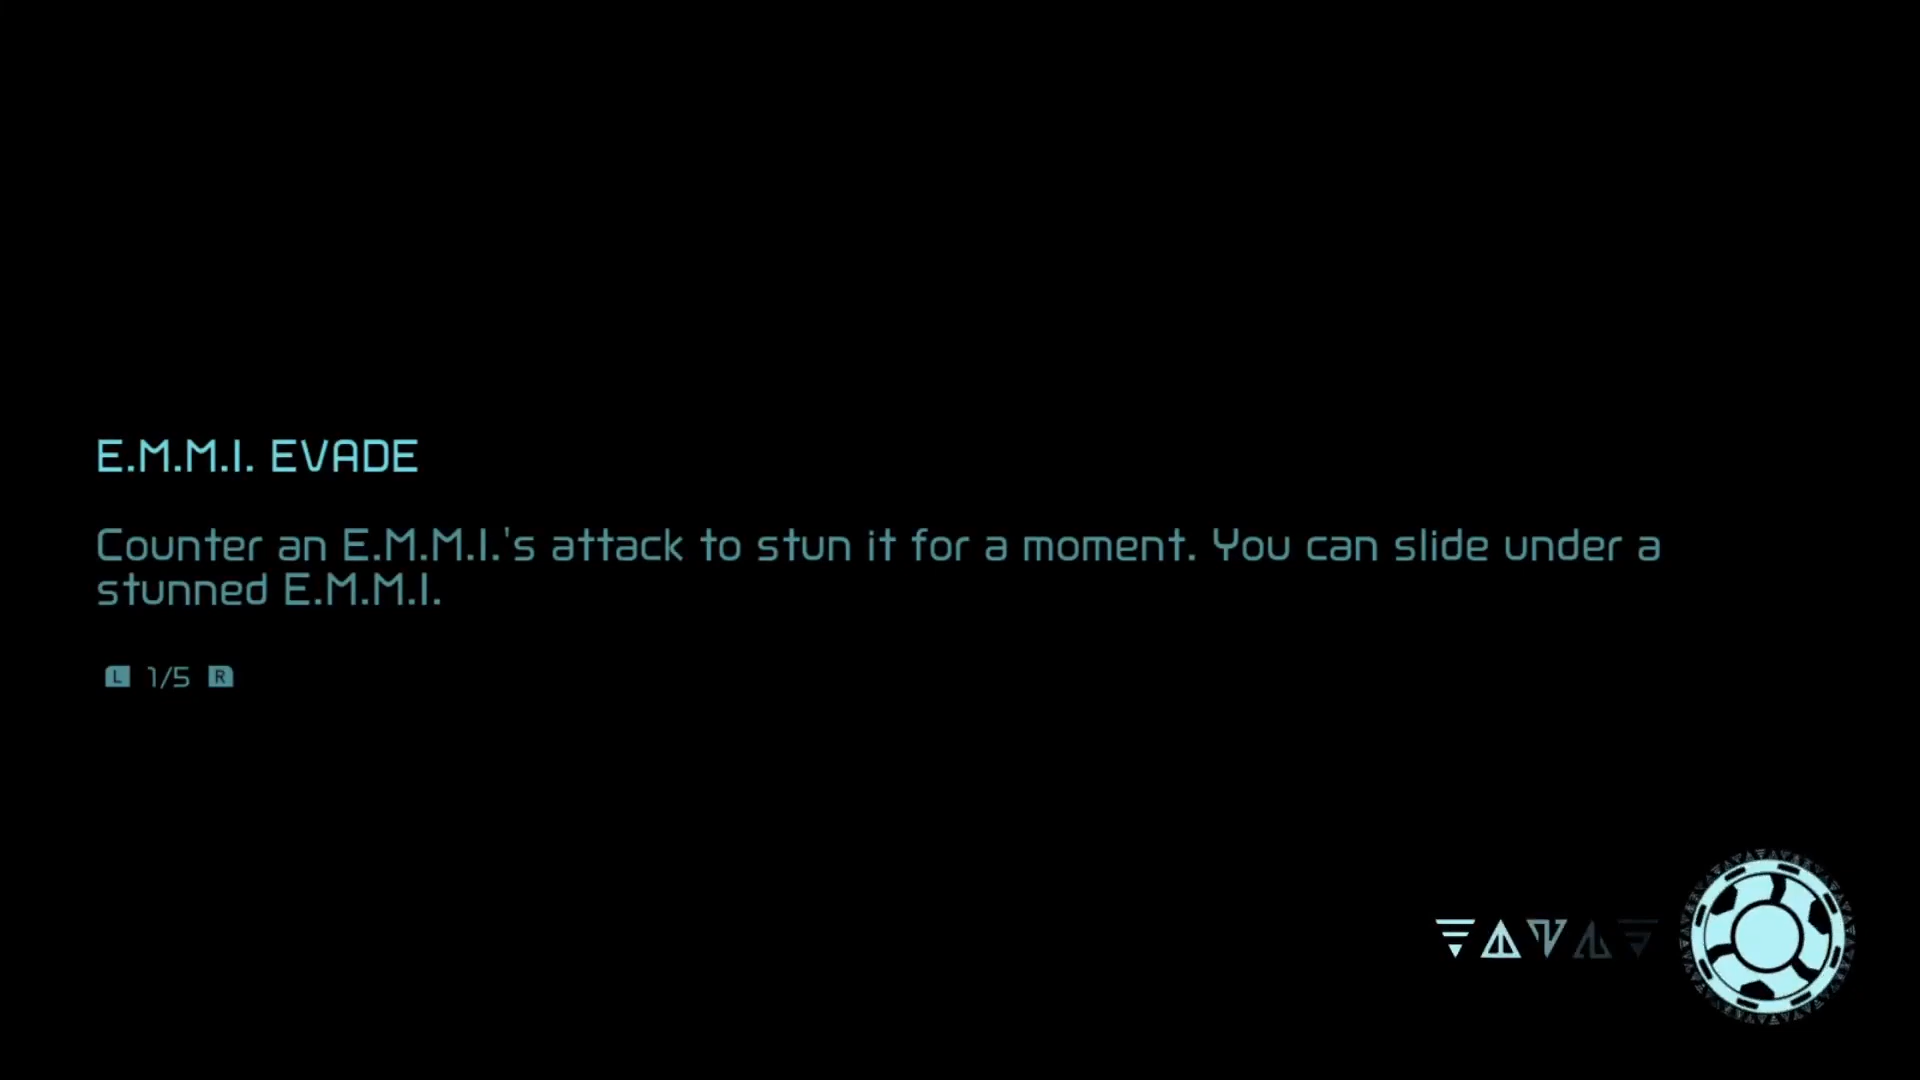 E.M.M.I. EVADE
Counter an E.M.M.I.'s attack to stun it for a moment. You can slide under a
stunned E.M.M.I.
L 1/5 R